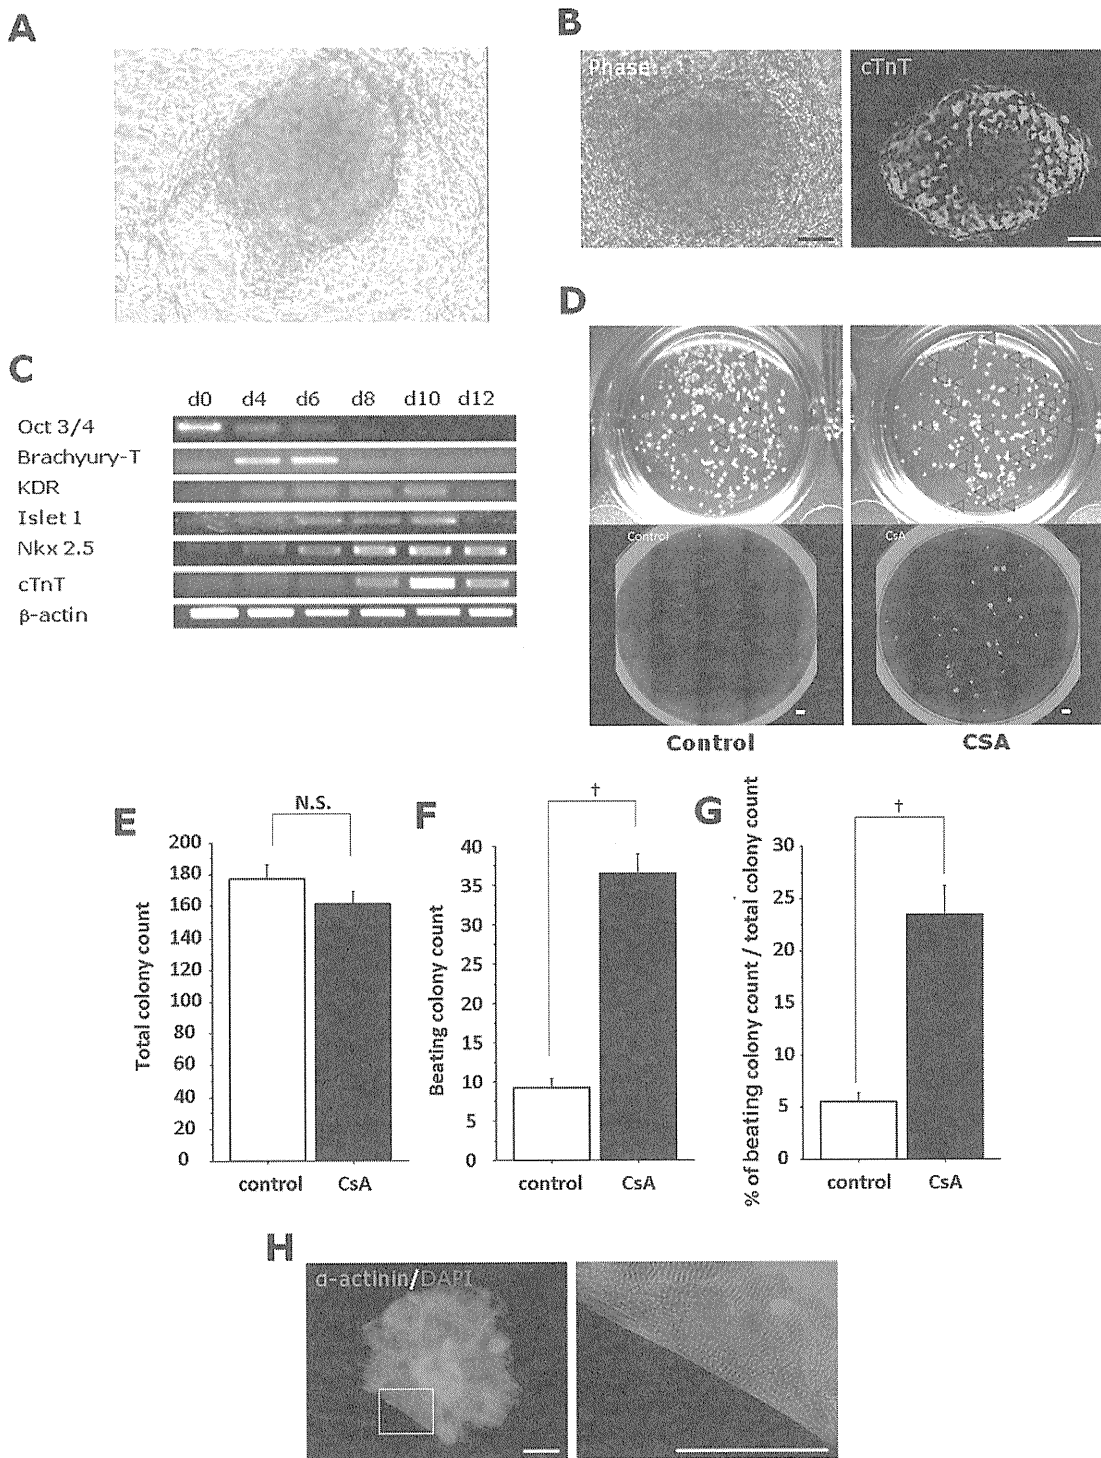 A
B
Phase
cTnT
C
d0 d4 d6 d8 d10 d12
Oct 3/4
Brachyury-T
KDR
Islet 1
Nkx 2.5
cTnT
β-actin
D
Control
CsA
Control
CSA
E
N.S.
Total colony count
200
180
160
140
120
100
80
60
40
20
0
control
CsA
F
†
Beating colony count
40
35
30
25
20
15
10
5
0
control
CsA
G
†
% of beating colony count / total colony count
30
25
20
15
10
5
0
control
CsA
H
α-actinin/DAPI